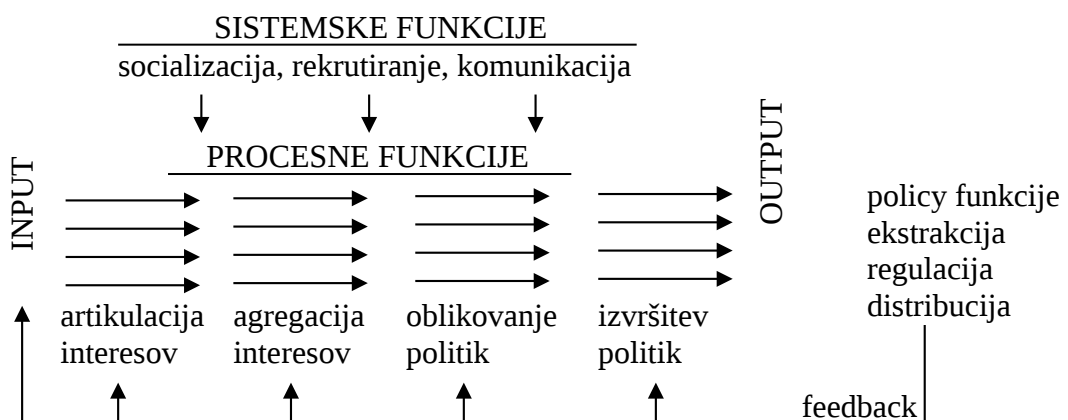 SISTEMSKE FUNKCIJE
socializacija, rekrutiranje, komunikacija
PROCESNE FUNKCIJE
INPUT
OUTPUT
artikulacija
interesov
agregacija
interesov
oblikovanje
politik
izvršitev
politik
policy funkcije
ekstrakcija
regulacija
distribucija
feedback